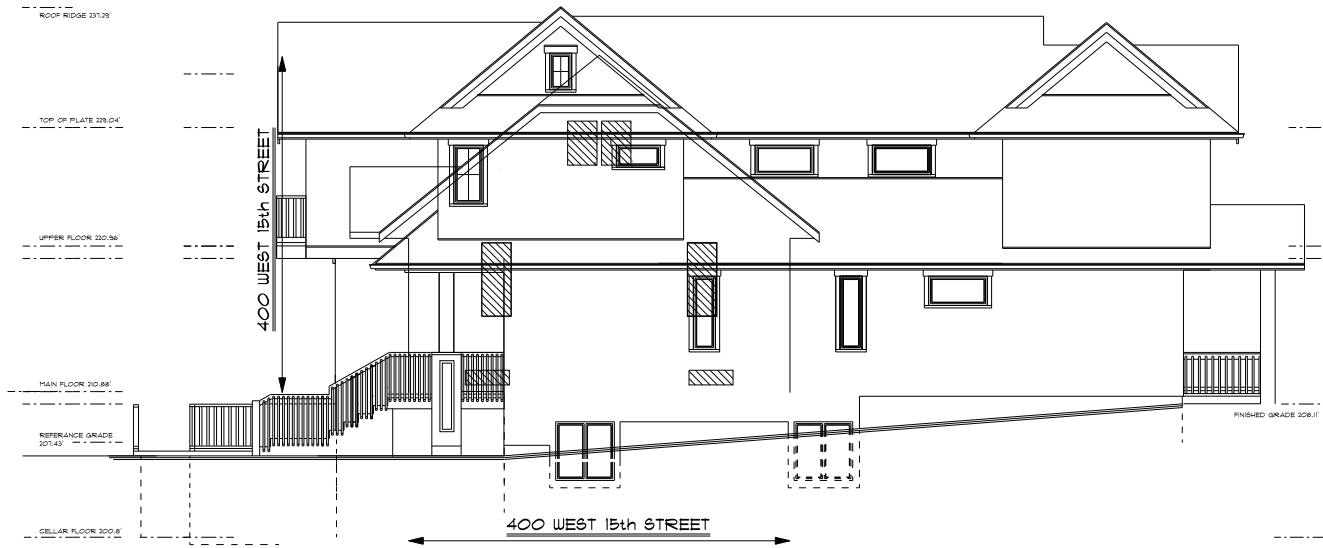 ROOF RIDGE 237.29'
TOP OF PLATE 229.04'
400 WEST 15th STREET
UPPER FLOOR 220.96'
MAIN FLOOR 210.88'
FINISHED GRADE 208.11'
REFERANCE GRADE
207.43'
CELLAR FLOOR 200.8'
400 WEST 15th STREET